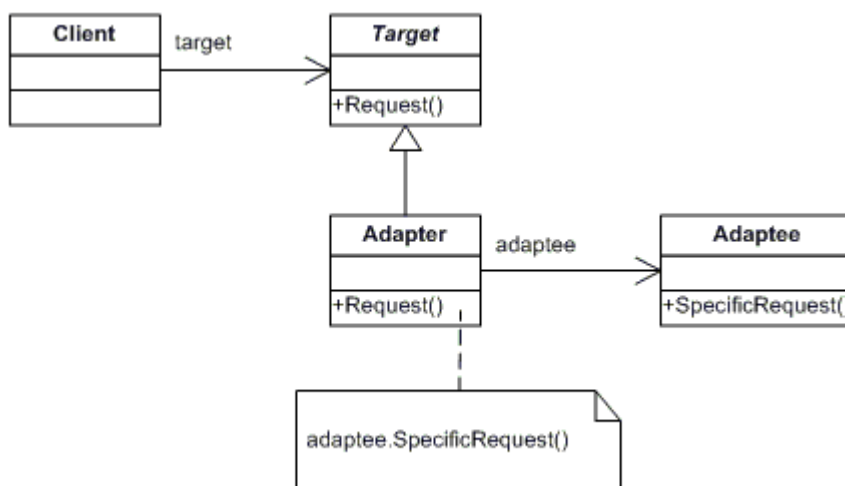 Client
target
Target
+Request()
Adapter
adaptee
Adaptee
+Request()
+SpecificRequest()
adaptee.SpecificRequest()